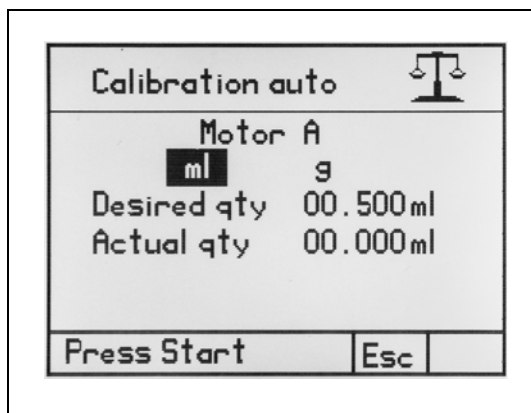 Calibration auto
Motor A
ml g
Desired qty 00.500ml
Actual qty 00.000ml
Press Start Esc